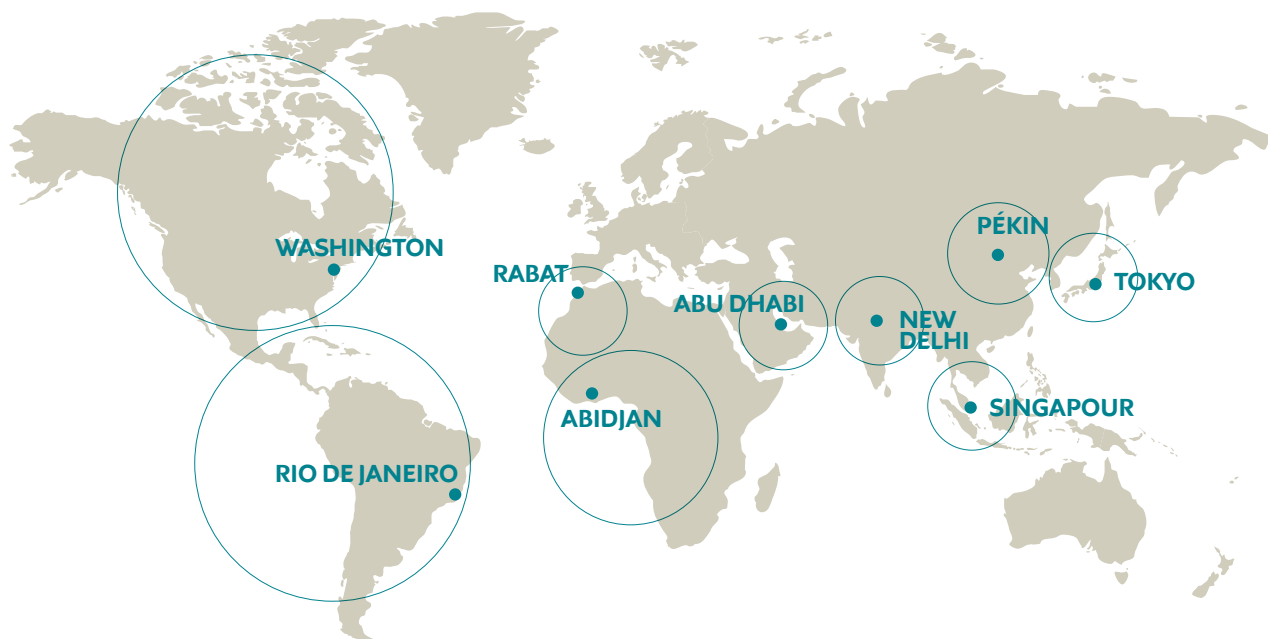 PÉKIN
WASHINGTON
RABAT
TOKYO
ABU DHABI
NEW
DELHI
SINGAPOUR
ABIDJAN
RIO DE JANEIRO